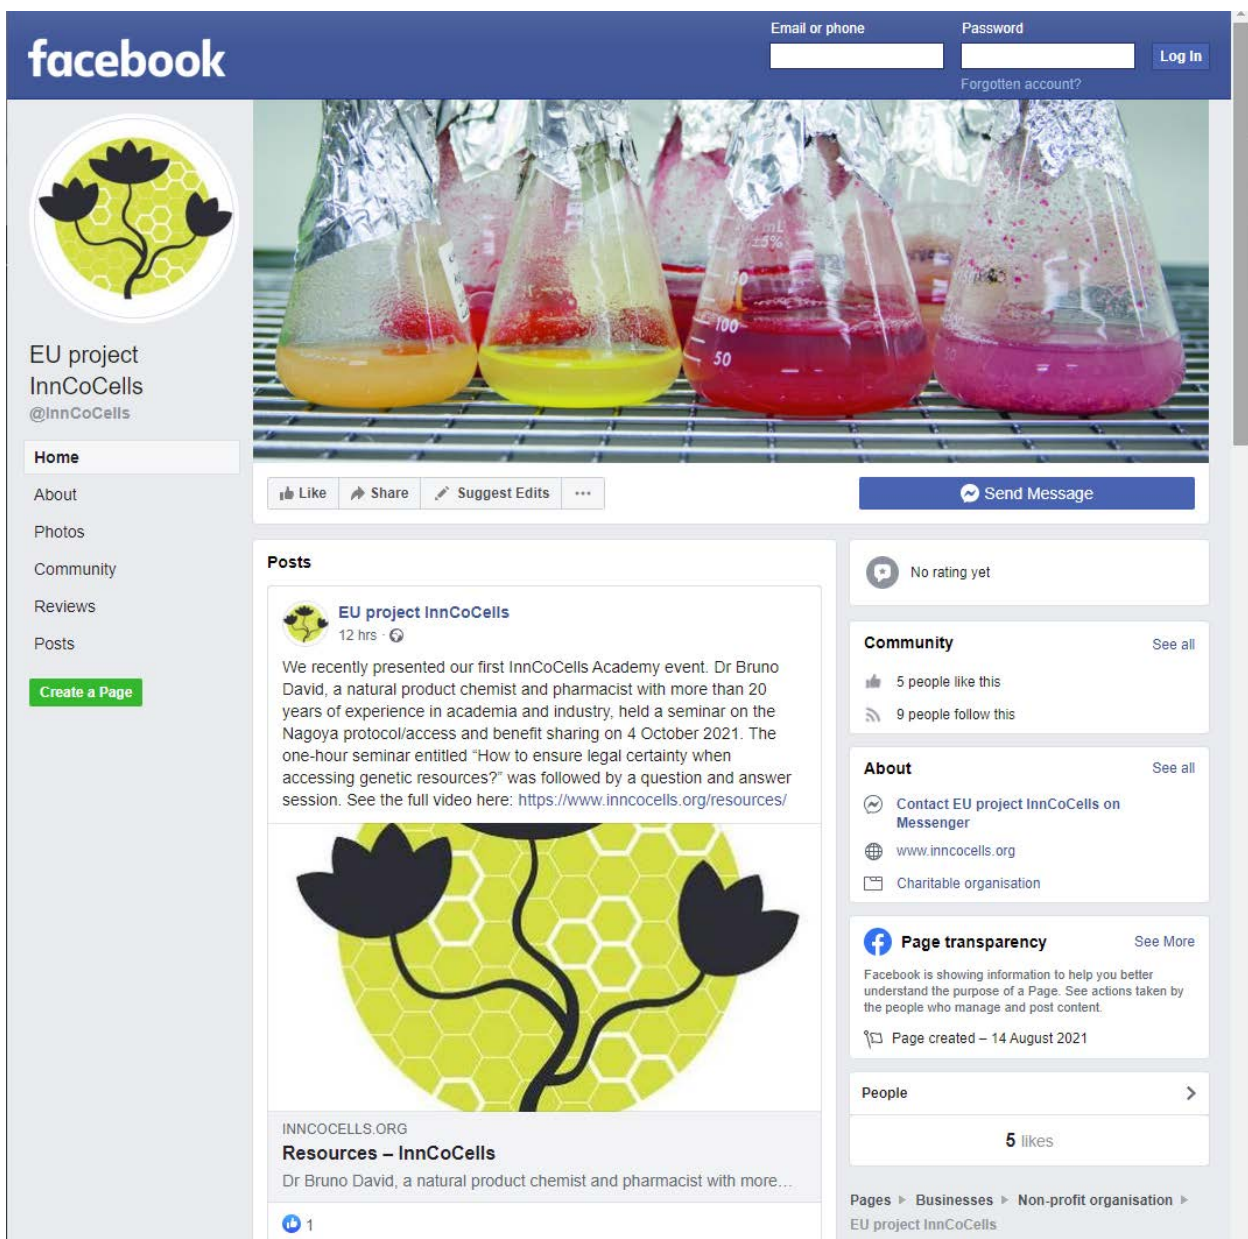 facebook
Email or phone
Password
Log In
Forgotten account?
EU project
InnCoCells
@InnCoCells
Home
About
Photos
Community
Reviews
Posts
Create a Page
±5%
150
100
50
50
Like
Share
Suggest Edits
Send Message
Posts
EU project InnCoCells
12 hrs ·
We recently presented our first InnCoCells Academy event. Dr Bruno
David, a natural product chemist and pharmacist with more than 20
years of experience in academia and industry, held a seminar on the
Nagoya protocol/access and benefit sharing on 4 October 2021. The
one-hour seminar entitled “How to ensure legal certainty when
accessing genetic resources?” was followed by a question and answer
session. See the full video here: https://www.inncocells.org/resources/
INNCOCELLS.ORG
Resources – InnCoCells
Dr Bruno David, a natural product chemist and pharmacist with more…
1
No rating yet
Community
See all
5 people like this
9 people follow this
About
See all
Contact EU project InnCoCells on
Messenger
www.inncocells.org
Charitable organisation
Page transparency
See More
Facebook is showing information to help you better
understand the purpose of a Page. See actions taken by
the people who manage and post content.
Page created – 14 August 2021
People
5 likes
Pages
Businesses
Non-profit organisation
EU project InnCoCells